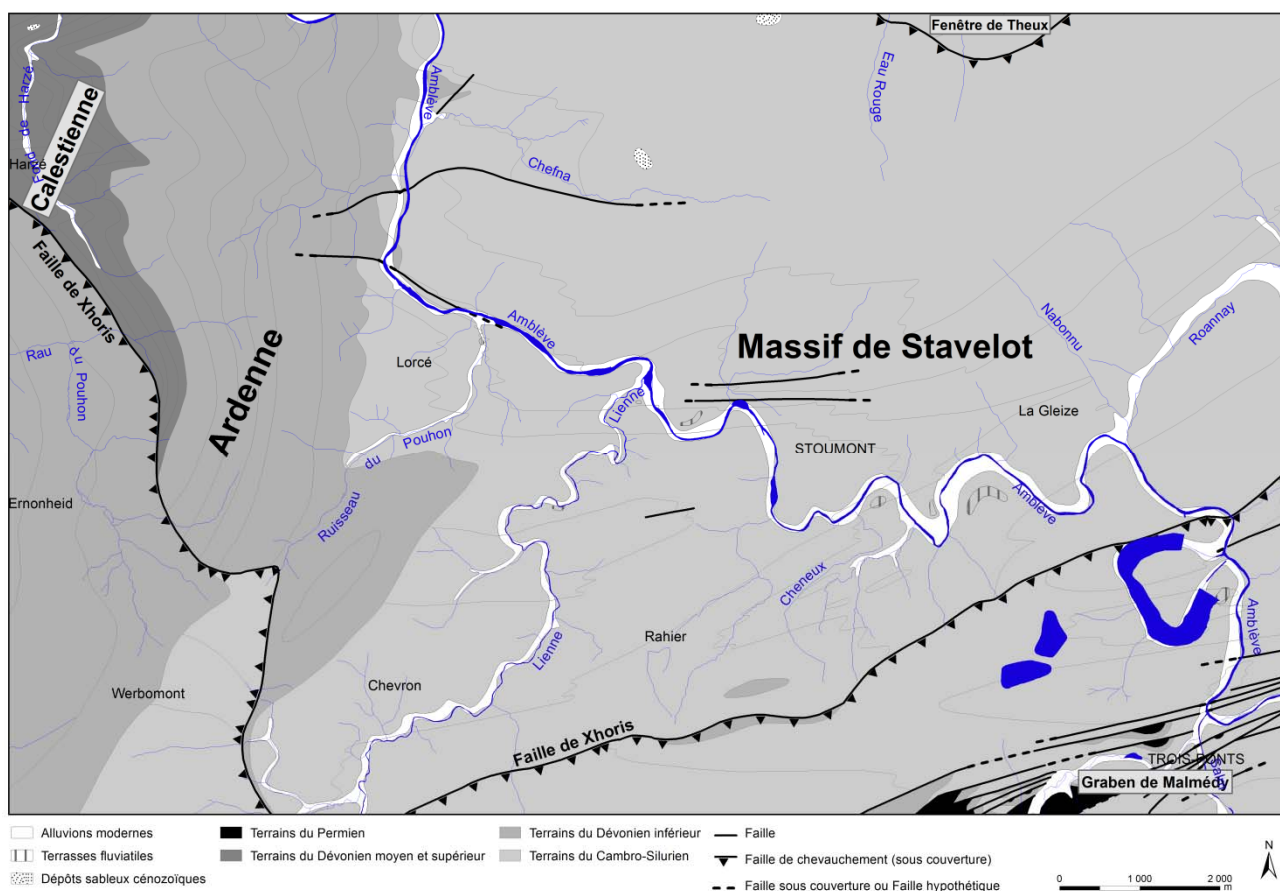 Fenêtre de Theux
Fond de Harzé
Harzé
Calestienne
Amblève
Eau Rouge
Chefna
Faille de Xhoris
Rau du Pouhon
Ardenne
Lorcé
Amblève
Lienne
Massif de Stavelot
Nabonnu
Roannay
La Gleize
STOUMONT
Ruisseau du Pouhon
Ernonheid
Amblève
Cheneux
Lienne
Rahier
Amblève
Werbomont
Chevron
Faille de Xhoris
TROIS-PONTS
Salm
Graben de Malmédy
Alluvions modernes
Terrasses fluviatiles
Dépôts sableux cénozoïques
Terrains du Permien
Terrains du Dévonien moyen et supérieur
Terrains du Dévonien inférieur
Terrains du Cambro-Silurien
Faille
Faille de chevauchement (sous couverture)
Faille sous couverture ou Faille hypothétique
N
0 1 000 2 000
m